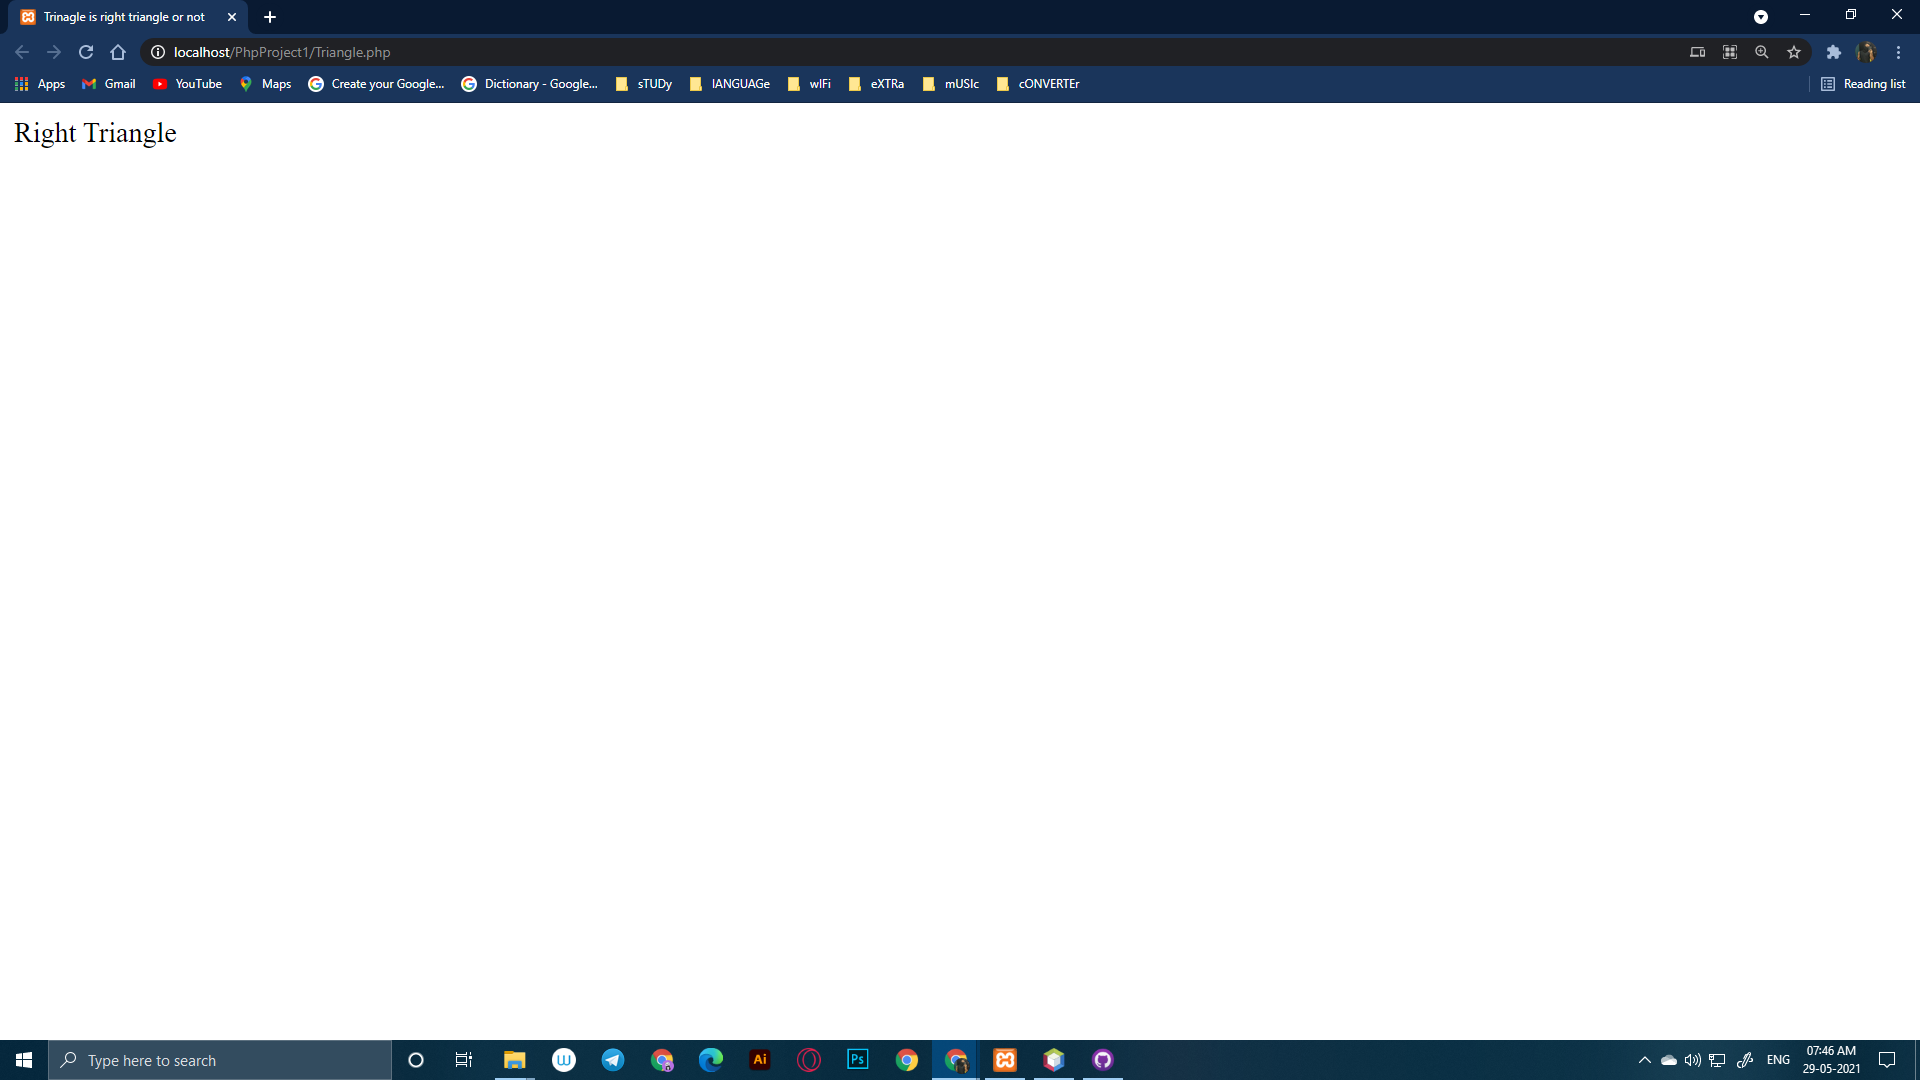 Trinagle is right triangle or not
localhost/PhpProject1/Triangle.php
Apps Gmail YouTube Maps Create your Google... Dictionary - Google... sTUDy lANGUAGe wIFi eXTRa mUSIc cONVERTEr Reading list
Right Triangle
Type here to search
W Ai Ps
ENG
07:46 AM
29-05-2021